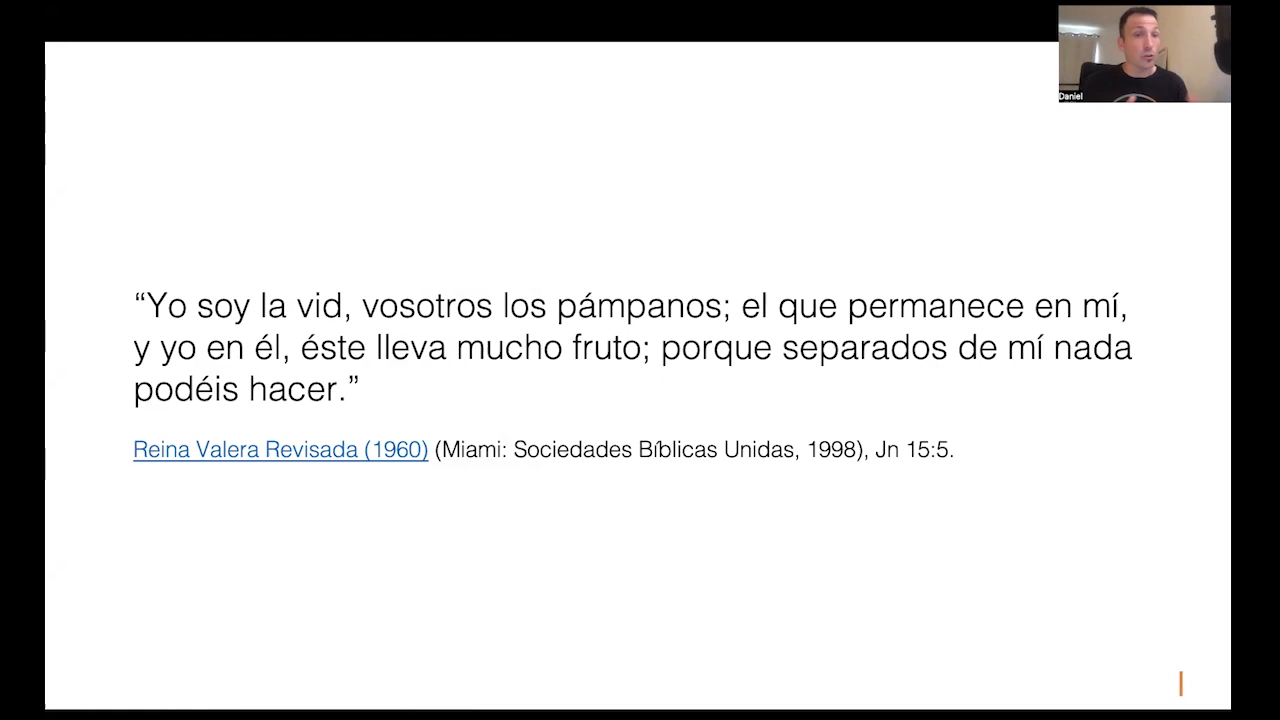 Daniel
“Yo soy la vid, vosotros los pámpanos; el que permanece en mí,
y yo en él, éste lleva mucho fruto; porque separados de mí nada
podéis hacer.”
Reina Valera Revisada (1960) (Miami: Sociedades Bíblicas Unidas, 1998), Jn 15:5.